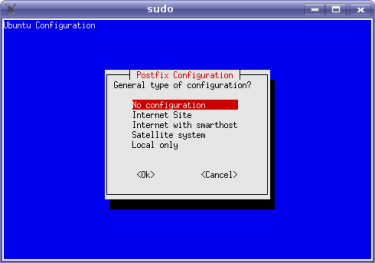 sudo
Ubuntu Configuration
Postfix Configuration
General type of configuration?
No configuration
Internet Site
Internet with smarthost
Satellite system
Local only
<Ok> <Cancel>